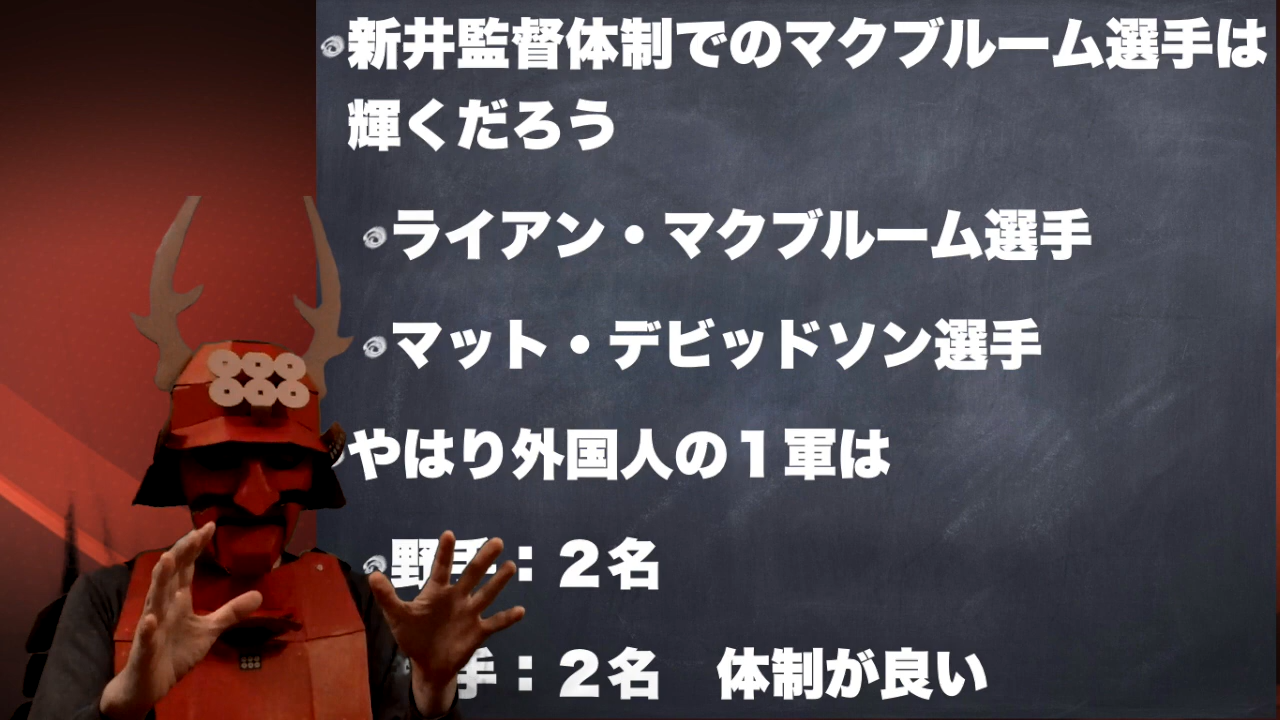 新井監督体制でのマクブルーム選手は
輝くだろう
ライアン・マクブルーム選手
マット・デビッドソン選手
やはり外国人の１軍は
野手：２名
手：２名　体制が良い